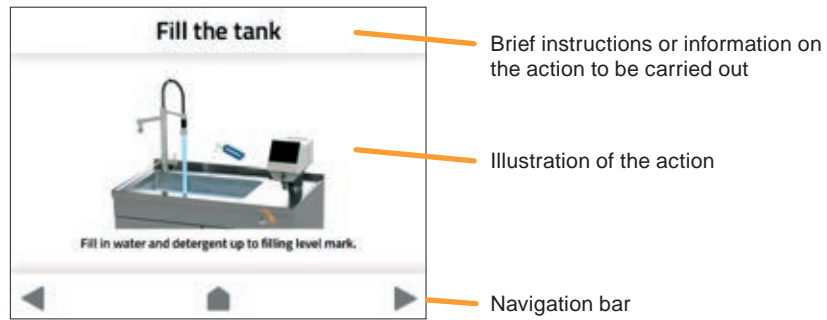 Fill the tank
Brief instructions or information on
the action to be carried out
Illustration of the action
Fill in water and detergent up to filling level mark.
Navigation bar